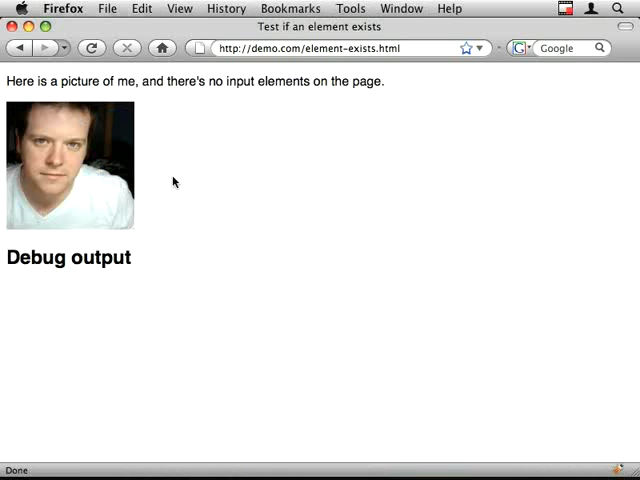 Firefox File Edit View History Bookmarks Tools Window Help
Test if an element exists
http://demo.com/element-exists.html
G Google
Here is a picture of me, and there's no input elements on the page.
Debug output
Done